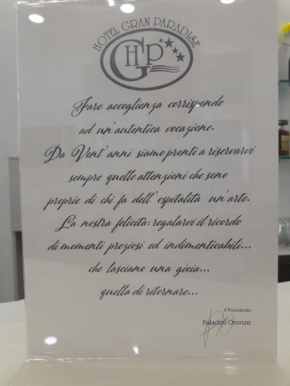 HOTEL GRAN PARADISE
GHP
Fare accoglienza corrisponde
ad un'autentica vocazione.
Da Vent'anni siamo pronti a riservarvi
sempre quelle attenzioni che sono
proprie di chi fa dell' ospitalità un'arte.
La nostra felicità: regalarvi il ricordo
di momenti preziosi ed indimenticabili...
che lasciano una gioia...
quella di ritornare...
Il Presidente
Paladino Oronzo